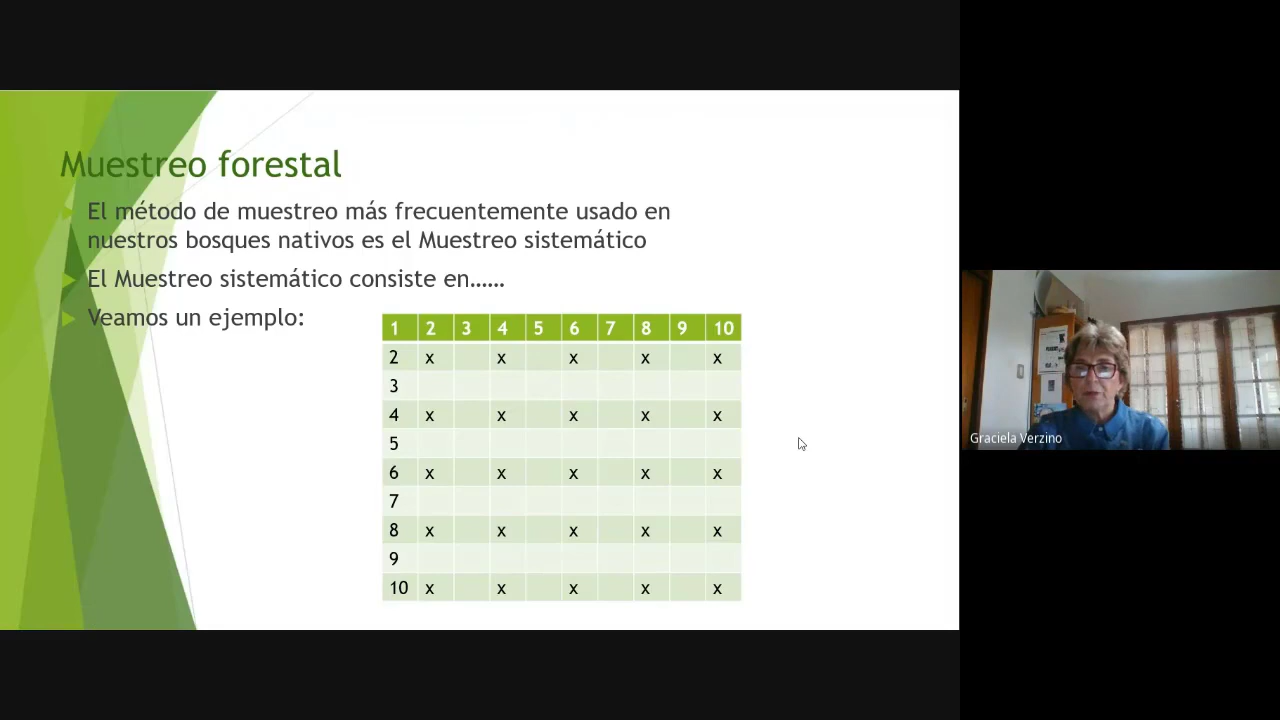 Muestreo forestal
El método de muestreo más frecuentemente usado en
nuestros bosques nativos es el Muestreo sistemático
El Muestreo sistemático consiste en……
Veamos un ejemplo:
1 2 3 4 5 6 7 8 9 10
2 x x x x x
3
4 x x x x x
5
6 x x x x x
7
8 x x x x x
9
10 x x x x x
Graciela Verzino